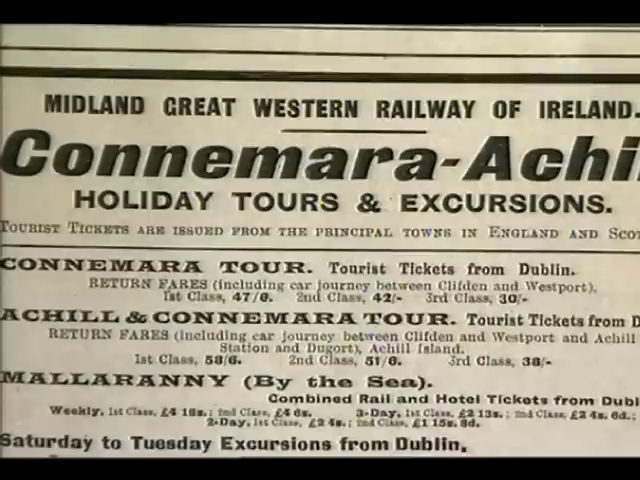 MIDLAND GREAT WESTERN RAILWAY OF IRELAND.
Connemara-Achil
HOLIDAY TOURS & EXCURSIONS.
TOURIST TICKETS ARE ISSUED FROM THE PRINCIPAL TOWNS IN ENGLAND AND SCOT
CONNEMARA TOUR. Tourist Tickets from Dublin.
RETURN FARES (including car journey between Clifden and Westport),
1st Class, 47/6. 2nd Class, 42/- 3rd Class, 30/-
ACHILL & CONNEMARA TOUR. Tourist Tickets from D
RETURN FARES (including car journey between Clifden and Westport and Achill
Station and Dugort), Achill Island.
1st Class, 58/6. 2nd Class, 51/6. 3rd Class, 38/-
MALLARANNY (By the Sea).
Combined Rail and Hotel Tickets from Dubl
Weekly, 1st Class, £4 18s.; 2nd Class, £4 6s. 3-Day, 1st Class, £2 13s.; 2nd Class, £2 4s. 6d.;
2-Day, 1st Class, £2 4s.; 2nd Class, £1 15s. 8d.
Saturday to Tuesday Excursions from Dublin.